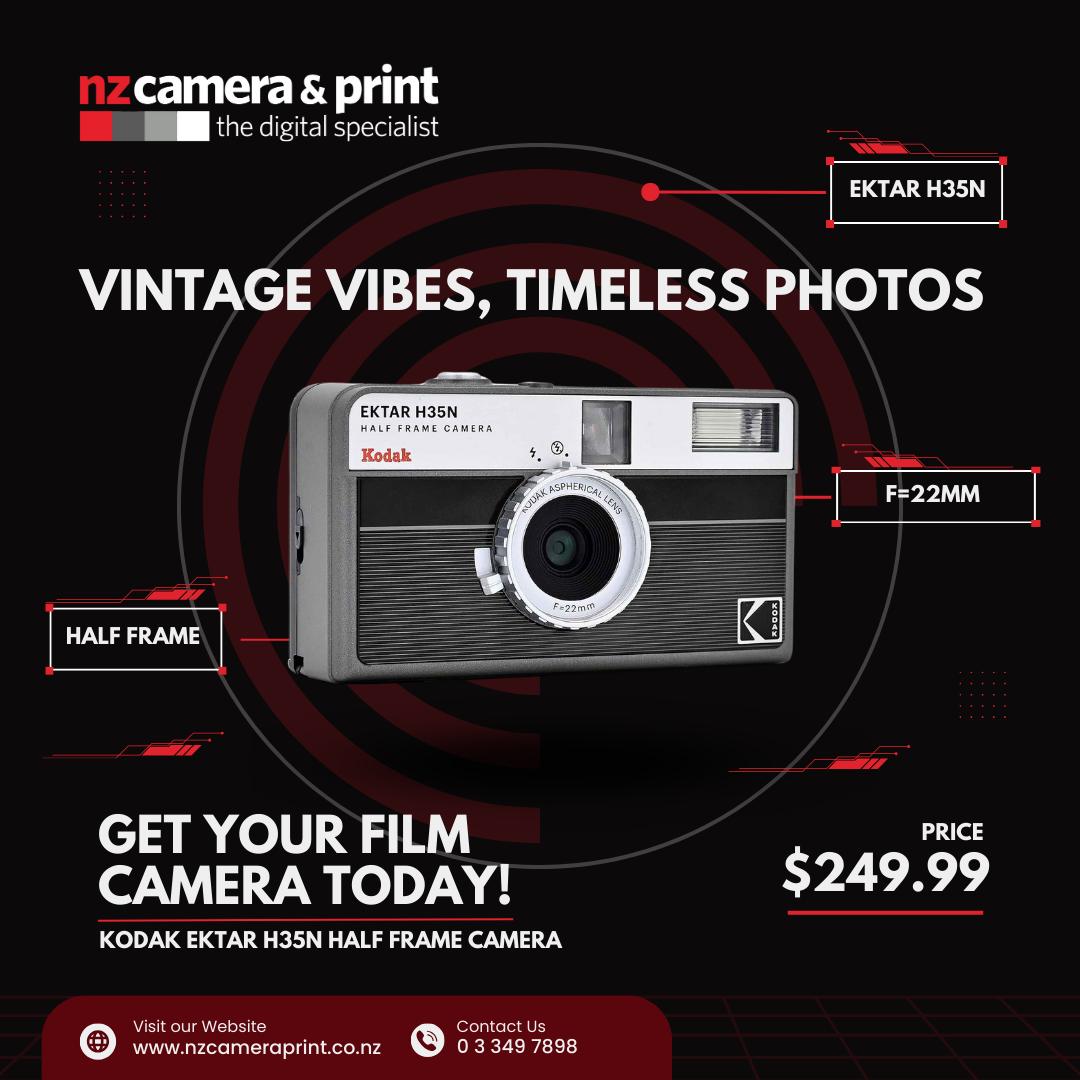 nz camera & print
the digital specialist
EKTAR H35N
VINTAGE VIBES, TIMELESS PHOTOS
EKTAR H35N
HALF FRAME CAMERA
Kodak
KODAK ASPHERICAL LENS
F=22mm
KODAK
F=22MM
HALF FRAME
GET YOUR FILM
CAMERA TODAY!
KODAK EKTAR H35N HALF FRAME CAMERA
PRICE
$249.99
Visit our Website
www.nzcameraprint.co.nz
Contact Us
0 3 349 7898